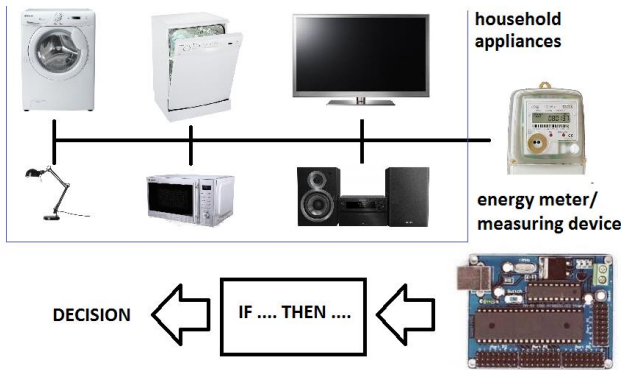 household
appliances
energy meter/
measuring device
DECISION
IF .... THEN ....